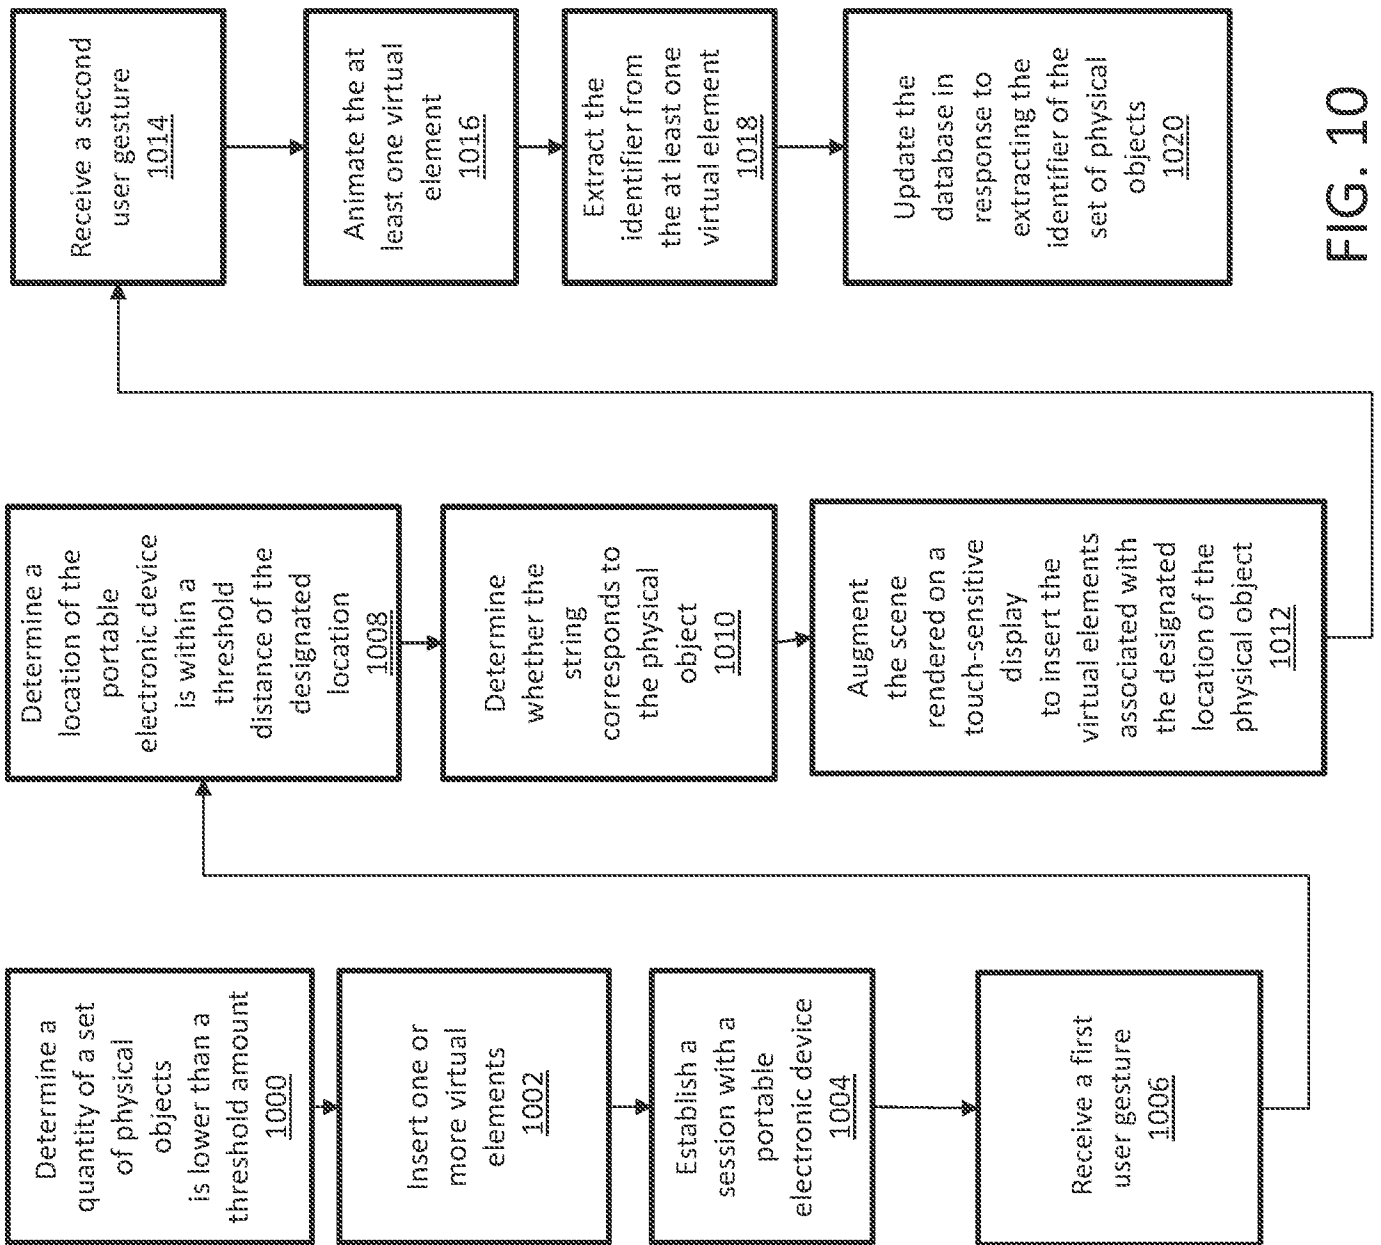 Determine a
quantity of a set
of physical
objects
is lower than a
threshold amount
1000
Insert one or
more virtual
elements
1002
Establish a
session with a
portable
electronic device
1004
Receive a first
user gesture
1006
Determine a
location of the
portable
electronic device
is within a
threshold
distance of the
designated
location
1008
Determine
whether the
string
corresponds to
the physical
object
1010
Augment
the scene
rendered on a
touch-sensitive
display
to insert the
virtual elements
associated with
the designated
location of the
physical object
1012
Receive a second
user gesture
1014
Animate the at
least one virtual
element
1016
Extract the
identifier from
the at least one
virtual element
1018
Update the
database in
response to
extracting the
identifier of the
set of physical
objects
1020
FIG. 10